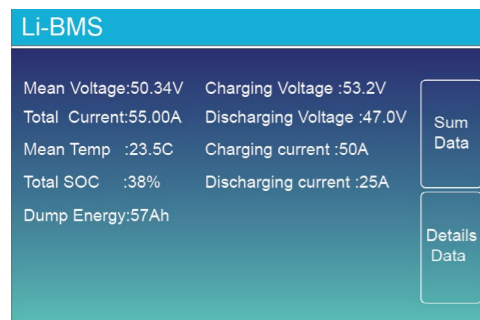 Li-BMS
Mean Voltage:50.34V Charging Voltage :53.2V
Total Current:55.00A Discharging Voltage :47.0V
Mean Temp :23.5C Charging current :50A
Total SOC :38% Discharging current :25A
Dump Energy:57Ah
Sum
Data
Details
Data